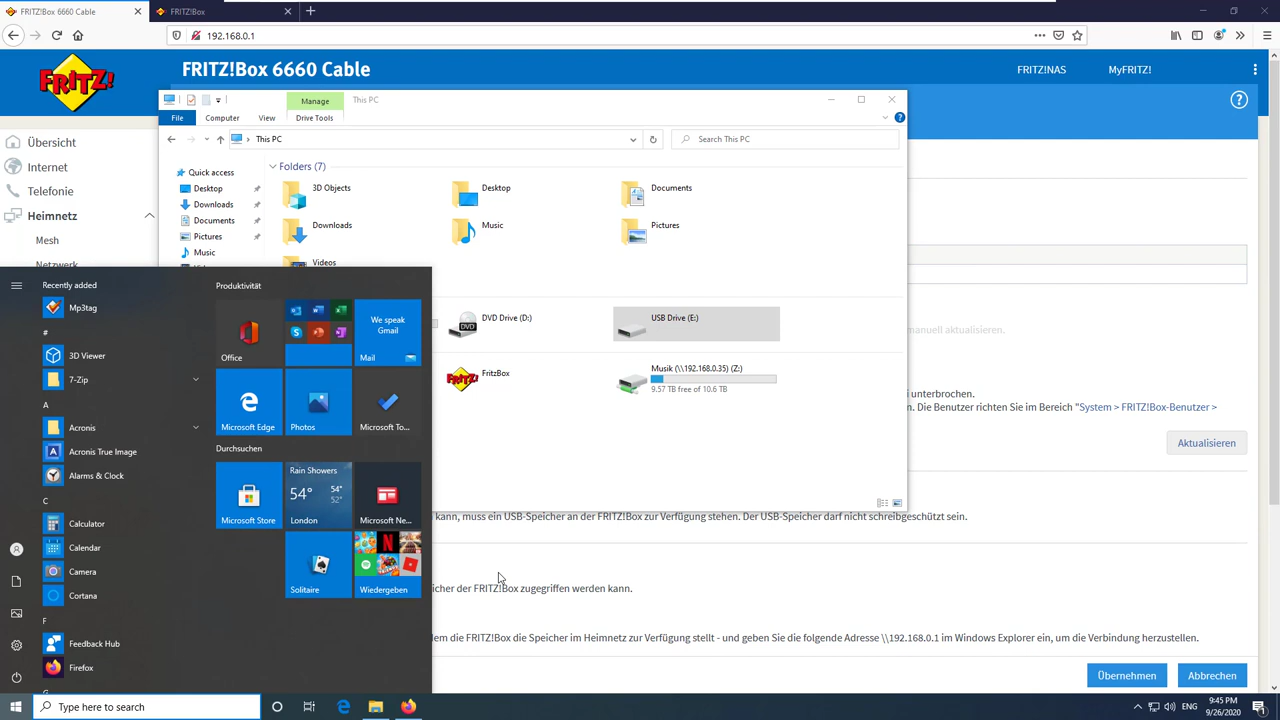 FRITZ!Box 6660 Cable
FRITZ!Box
192.168.0.1
FRITZ!
FRITZ!Box 6660 Cable
FRITZ!NAS
MyFRITZ!
Übersicht
Internet
Telefonie
Heimnetz
Mesh
Netzwerk
Manage
This PC
File
Computer
View
Drive Tools
This PC
Search This PC
Quick access
Desktop
Downloads
Documents
Pictures
Music
Folders (7)
3D Objects
Desktop
Documents
Downloads
Music
Pictures
Videos
DVD Drive (D:)
DVD
USB Drive (E:)
FRITZ!
FritzBox
Musik (\\192.168.0.35) (Z:)
9.57 TB free of 10.6 TB
manuell aktualisieren.
i unterbrochen.
n. Die Benutzer richten Sie im Bereich "System > FRITZ!Box-Benutzer >
Aktualisieren
kann, muss ein USB-Speicher an der FRITZ!Box zur Verfügung stehen. Der USB-Speicher darf nicht schreibgeschützt sein.
icher der FRITZ!Box zugegriffen werden kann.
dem die FRITZ!Box die Speicher im Heimnetz zur Verfügung stellt - und geben Sie die folgende Adresse \\192.168.0.1 im Windows Explorer ein, um die Verbindung herzustellen.
Übernehmen
Abbrechen
Recently added
Mp3tag
#
3D Viewer
7-Zip
A
Acronis
Acronis True Image
Alarms & Clock
C
Calculator
Calendar
Camera
Cortana
F
Feedback Hub
Firefox
G
Produktivität
Office
We speak
Gmail
Mail
Microsoft Edge
Photos
Microsoft To...
Durchsuchen
Microsoft Store
Rain Showers
54°
54°
52°
London
Microsoft Ne...
Solitaire
Wiedergeben
Type here to search
ENG
9:45 PM
9/26/2020
1